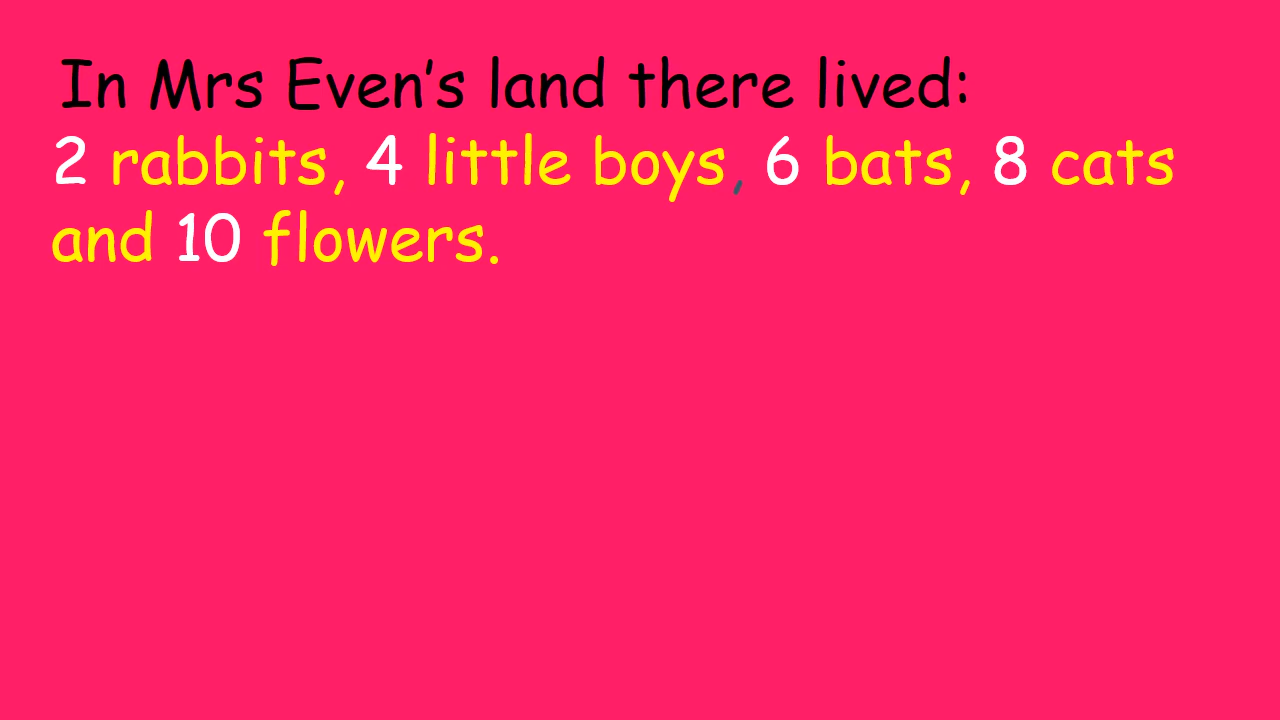 In Mrs Even’s land there lived:
2 rabbits, 4 little boys, 6 bats, 8 cats
and 10 flowers.